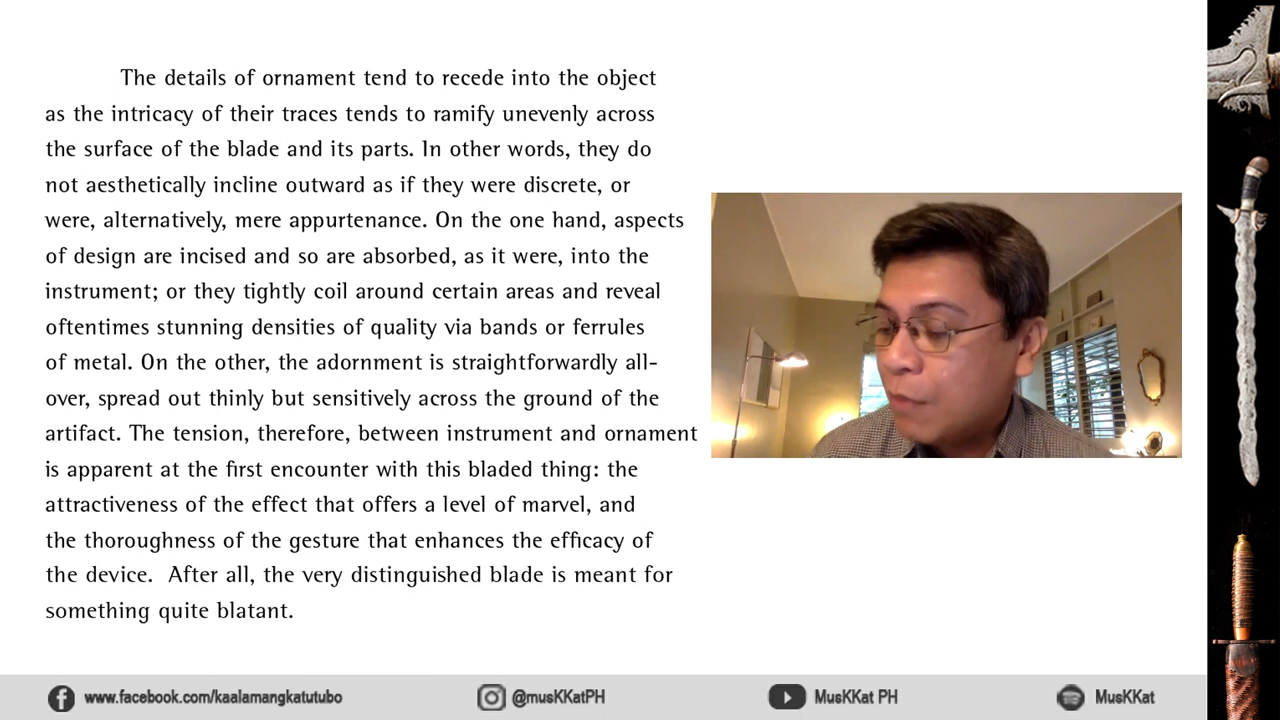 The details of ornament tend to recede into the object
as the intricacy of their traces tends to ramify unevenly across
the surface of the blade and its parts. In other words, they do
not aesthetically incline outward as if they were discrete, or
were, alternatively, mere appurtenance. On the one hand, aspects
of design are incised and so are absorbed, as it were, into the
instrument; or they tightly coil around certain areas and reveal
oftentimes stunning densities of quality via bands or ferrules
of metal. On the other, the adornment is straightforwardly all-
over, spread out thinly but sensitively across the ground of the
artifact. The tension, therefore, between instrument and ornament
is apparent at the first encounter with this bladed thing: the
attractiveness of the effect that offers a level of marvel, and
the thoroughness of the gesture that enhances the efficacy of
the device.  After all, the very distinguished blade is meant for
something quite blatant.
www.facebook.com/kaalamangkatutubo
@musKKatPH
MusKKat PH
MusKKat